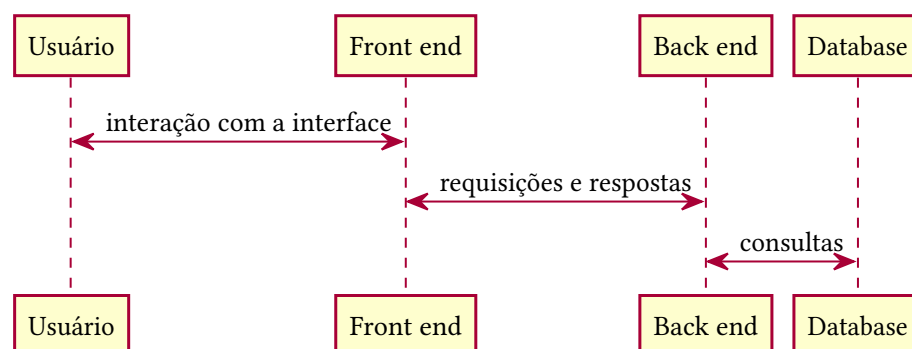 Usuário
Front end
Back end
Database
interação com a interface
requisições e respostas
consultas
Usuário
Front end
Back end
Database